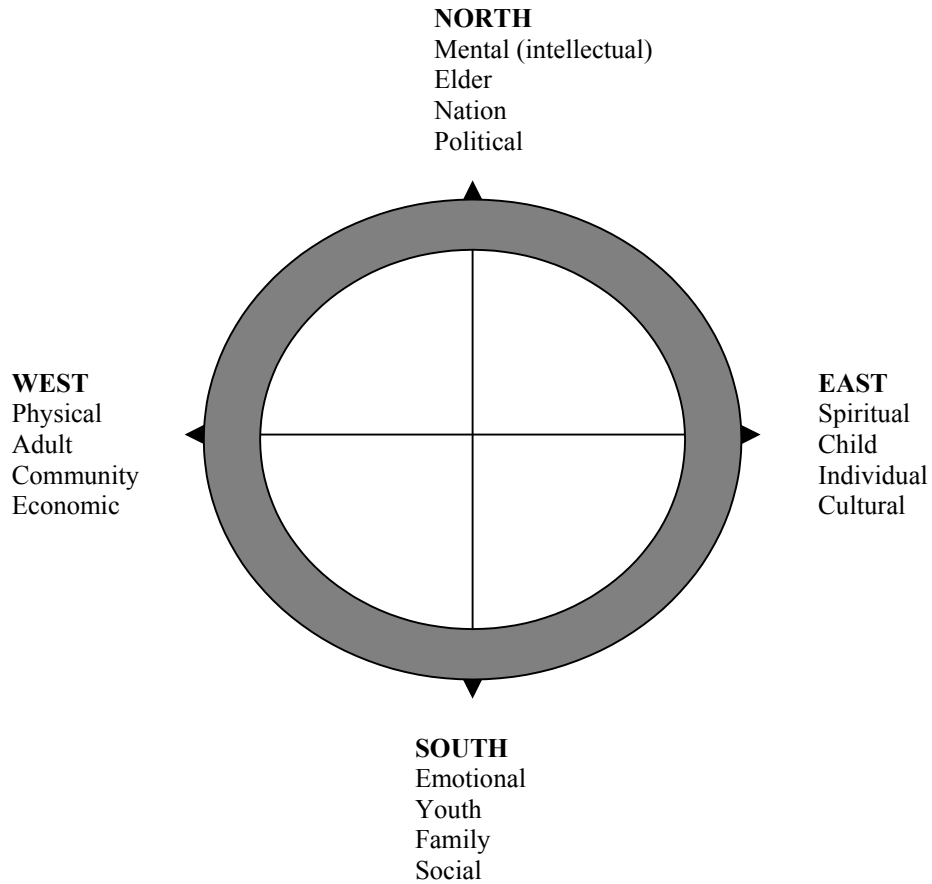 NORTH
Mental (intellectual)
Elder
Nation
Political
WEST
Physical
Adult
Community
Economic
EAST
Spiritual
Child
Individual
Cultural
SOUTH
Emotional
Youth
Family
Social